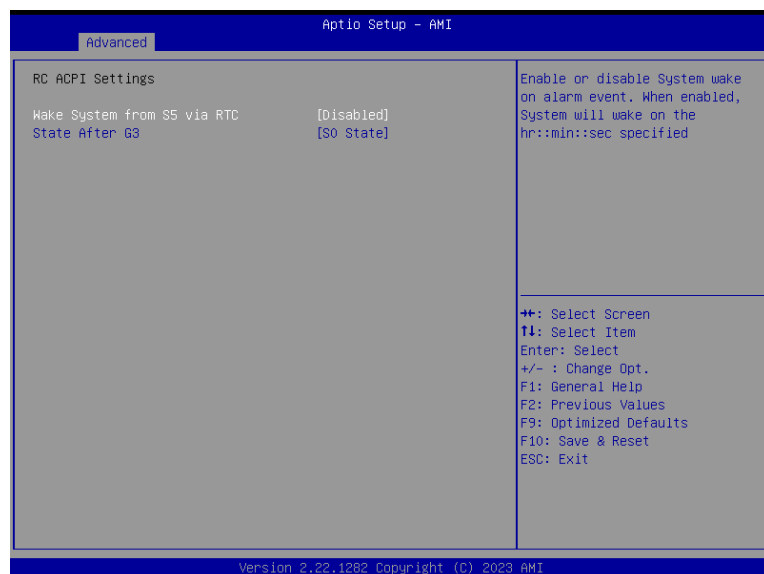 Aptio Setup – AMI
Advanced
RC ACPI Settings
Wake System from S5 via RTC [Disabled]
State After G3 [S0 State]
Enable or disable System wake
on alarm event. When enabled,
System will wake on the
hr::min::sec specified
→←: Select Screen
↑↓: Select Item
Enter: Select
+/- : Change Opt.
F1: General Help
F2: Previous Values
F9: Optimized Defaults
F10: Save & Reset
ESC: Exit
Version 2.22.1282 Copyright (C) 2023 AMI